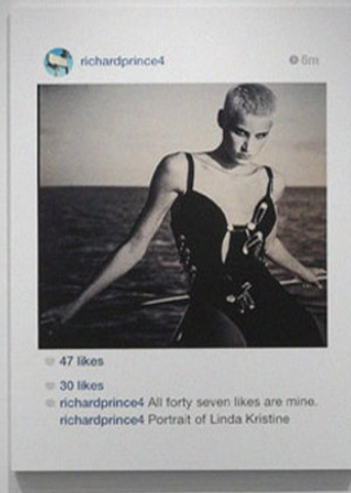 richardprince4 6m
47 likes
30 likes
richardprince4 All forty seven likes are mine.
richardprince4 Portrait of Linda Kristine